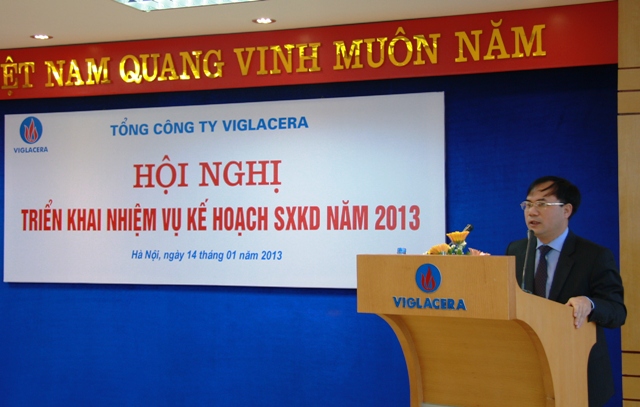 ỆT NAM QUANG VINH MUÔN NĂM
VIGLACERA
TỔNG CÔNG TY VIGLACERA
HỘI NGHỊ
TRIỂN KHAI NHIỆM VỤ KẾ HOẠCH SXKD NĂM 2013
Hà Nội, ngày 14 tháng 01 năm 2013
VIGLACERA